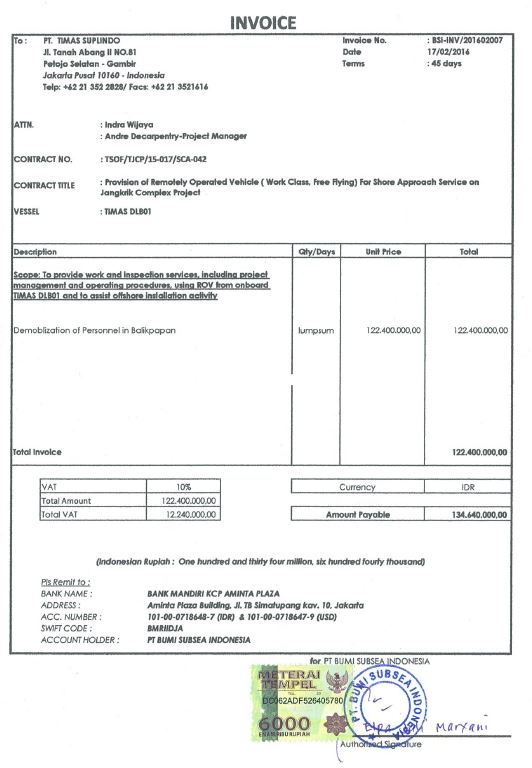 INVOICE
To : PT. TIMAS SUPLINDO
Jl. Tanah Abang II NO.81
Petojo Selatan - Gambir
Jakarta Pusat 10160 - Indonesia
Telp: +62 21 352 2828/ Facs: +62 21 3521616
Invoice No. : BSI-INV/201602007
Date 17/02/2016
Terms : 45 days
ATTN. : Indra Wijaya
: Andre Decarpentry-Project Manager
CONTRACT NO. : TSOF/TJCP/15-017/SCA-042
CONTRACT TITLE : Provision of Remotely Operated Vehicle ( Work Class, Free Flying) For Shore Approach Service on
Jangkrik Complex Project
VESSEL : TIMAS DLB01
Description Qty/Days Unit Price Total
Scope: To provide work and inspection services, including project
management and operating procedures, using ROV from onboard
TIMAS DLB01 and to assist offshore installation activity
Demoblization of Personnel in Balikpapan lumpsum 122.400.000,00 122.400.000,00
Total Invoice 122.400.000,00
VAT 10%
Total Amount 122.400.000,00
Total VAT 12.240.000,00
Currency IDR
Amount Payable 134.640.000,00
(Indonesian Rupiah : One hundred and thirty four million, six hundred fourty thousand)
Pls Remit to :
BANK NAME : BANK MANDIRI KCP AMINTA PLAZA
ADDRESS : Aminta Plaza Building, Jl. TB Simatupang kav. 10, Jakarta
ACC. NUMBER : 101-00-0718648-7 (IDR) & 101-00-0718647-9 (USD)
SWIFT CODE : BMRIIDJA
ACCOUNT HOLDER : PT BUMI SUBSEA INDONESIA
for PT BUMI SUBSEA INDONESIA
METERAI
TEMPEL
DC062ADF526405780
6000
ENAM RIBU RUPIAH
PT. BUMI SUBSEA INDONESIA
Maryani
Authorized Signature